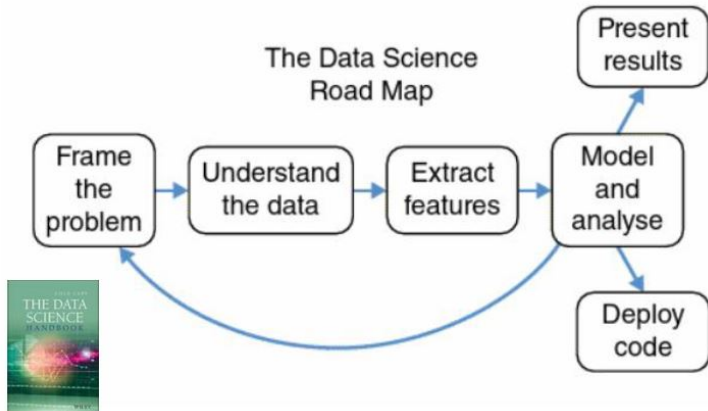 The Data Science
Road Map
Frame
the
problem
Understand
the data
Extract
features
Model
and
analyse
Present
results
Deploy
code
THE DATA
SCIENCE
HANDBOOK